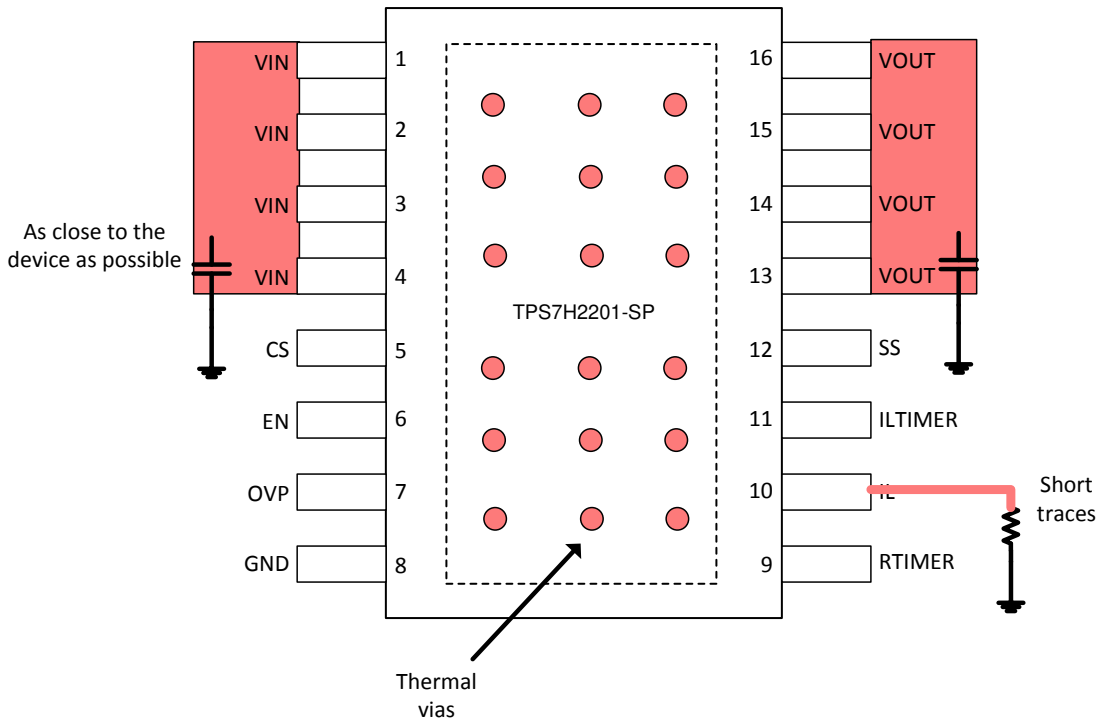 VIN 1 16 VOUT
VIN 2 15 VOUT
VIN 3 14 VOUT
As close to the
device as possible
VIN 4 13 VOUT
TPS7H2201-SP
CS 5 12 SS
EN 6 11 ILTIMER
OVP 7 10 IL
Short
traces
GND 8 9 RTIMER
Thermal
vias